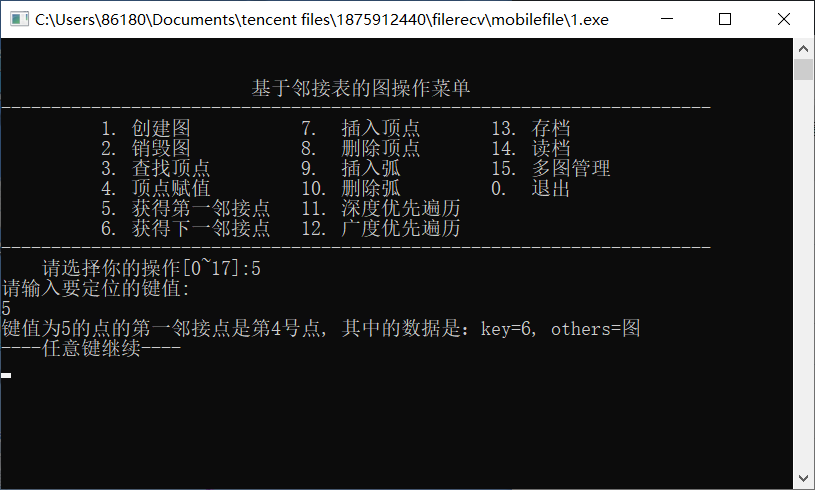 C:\Users\86180\Documents\tencent files\1875912440\filerecv\mobilefile\1.exe
基于邻接表的图操作菜单
-----------------------------------------------------------------------
1. 创建图 7. 插入顶点 13. 存档
2. 销毁图 8. 删除顶点 14. 读档
3. 查找顶点 9. 插入弧 15. 多图管理
4. 顶点赋值 10. 删除弧 0. 退出
5. 获得第一邻接点 11. 深度优先遍历
6. 获得下一邻接点 12. 广度优先遍历
-----------------------------------------------------------------------
请选择你的操作[0~17]:5
请输入要定位的键值:
5
键值为5的点的第一邻接点是第4号点, 其中的数据是：key=6, others=图
----任意键继续----